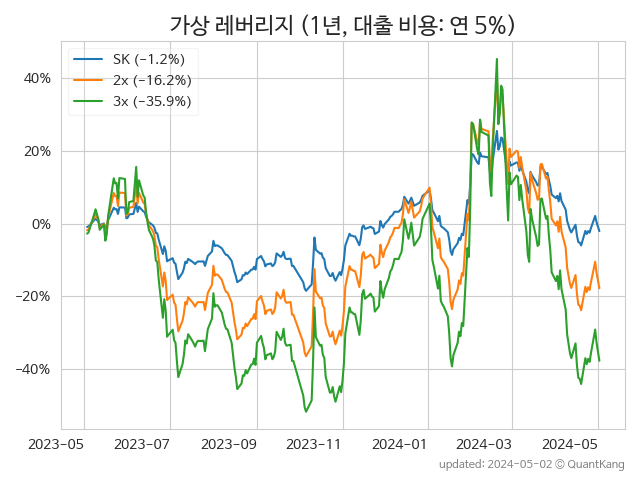 가상 레버리지 (1년, 대출 비용: 연 5%)
SK (−1.2%)
2x (−16.2%)
3x (−35.9%)
40%
20%
0%
−20%
−40%
2023-05 2023-07 2023-09 2023-11 2024-01 2024-03 2024-05
updated: 2024-05-02 © QuantKang